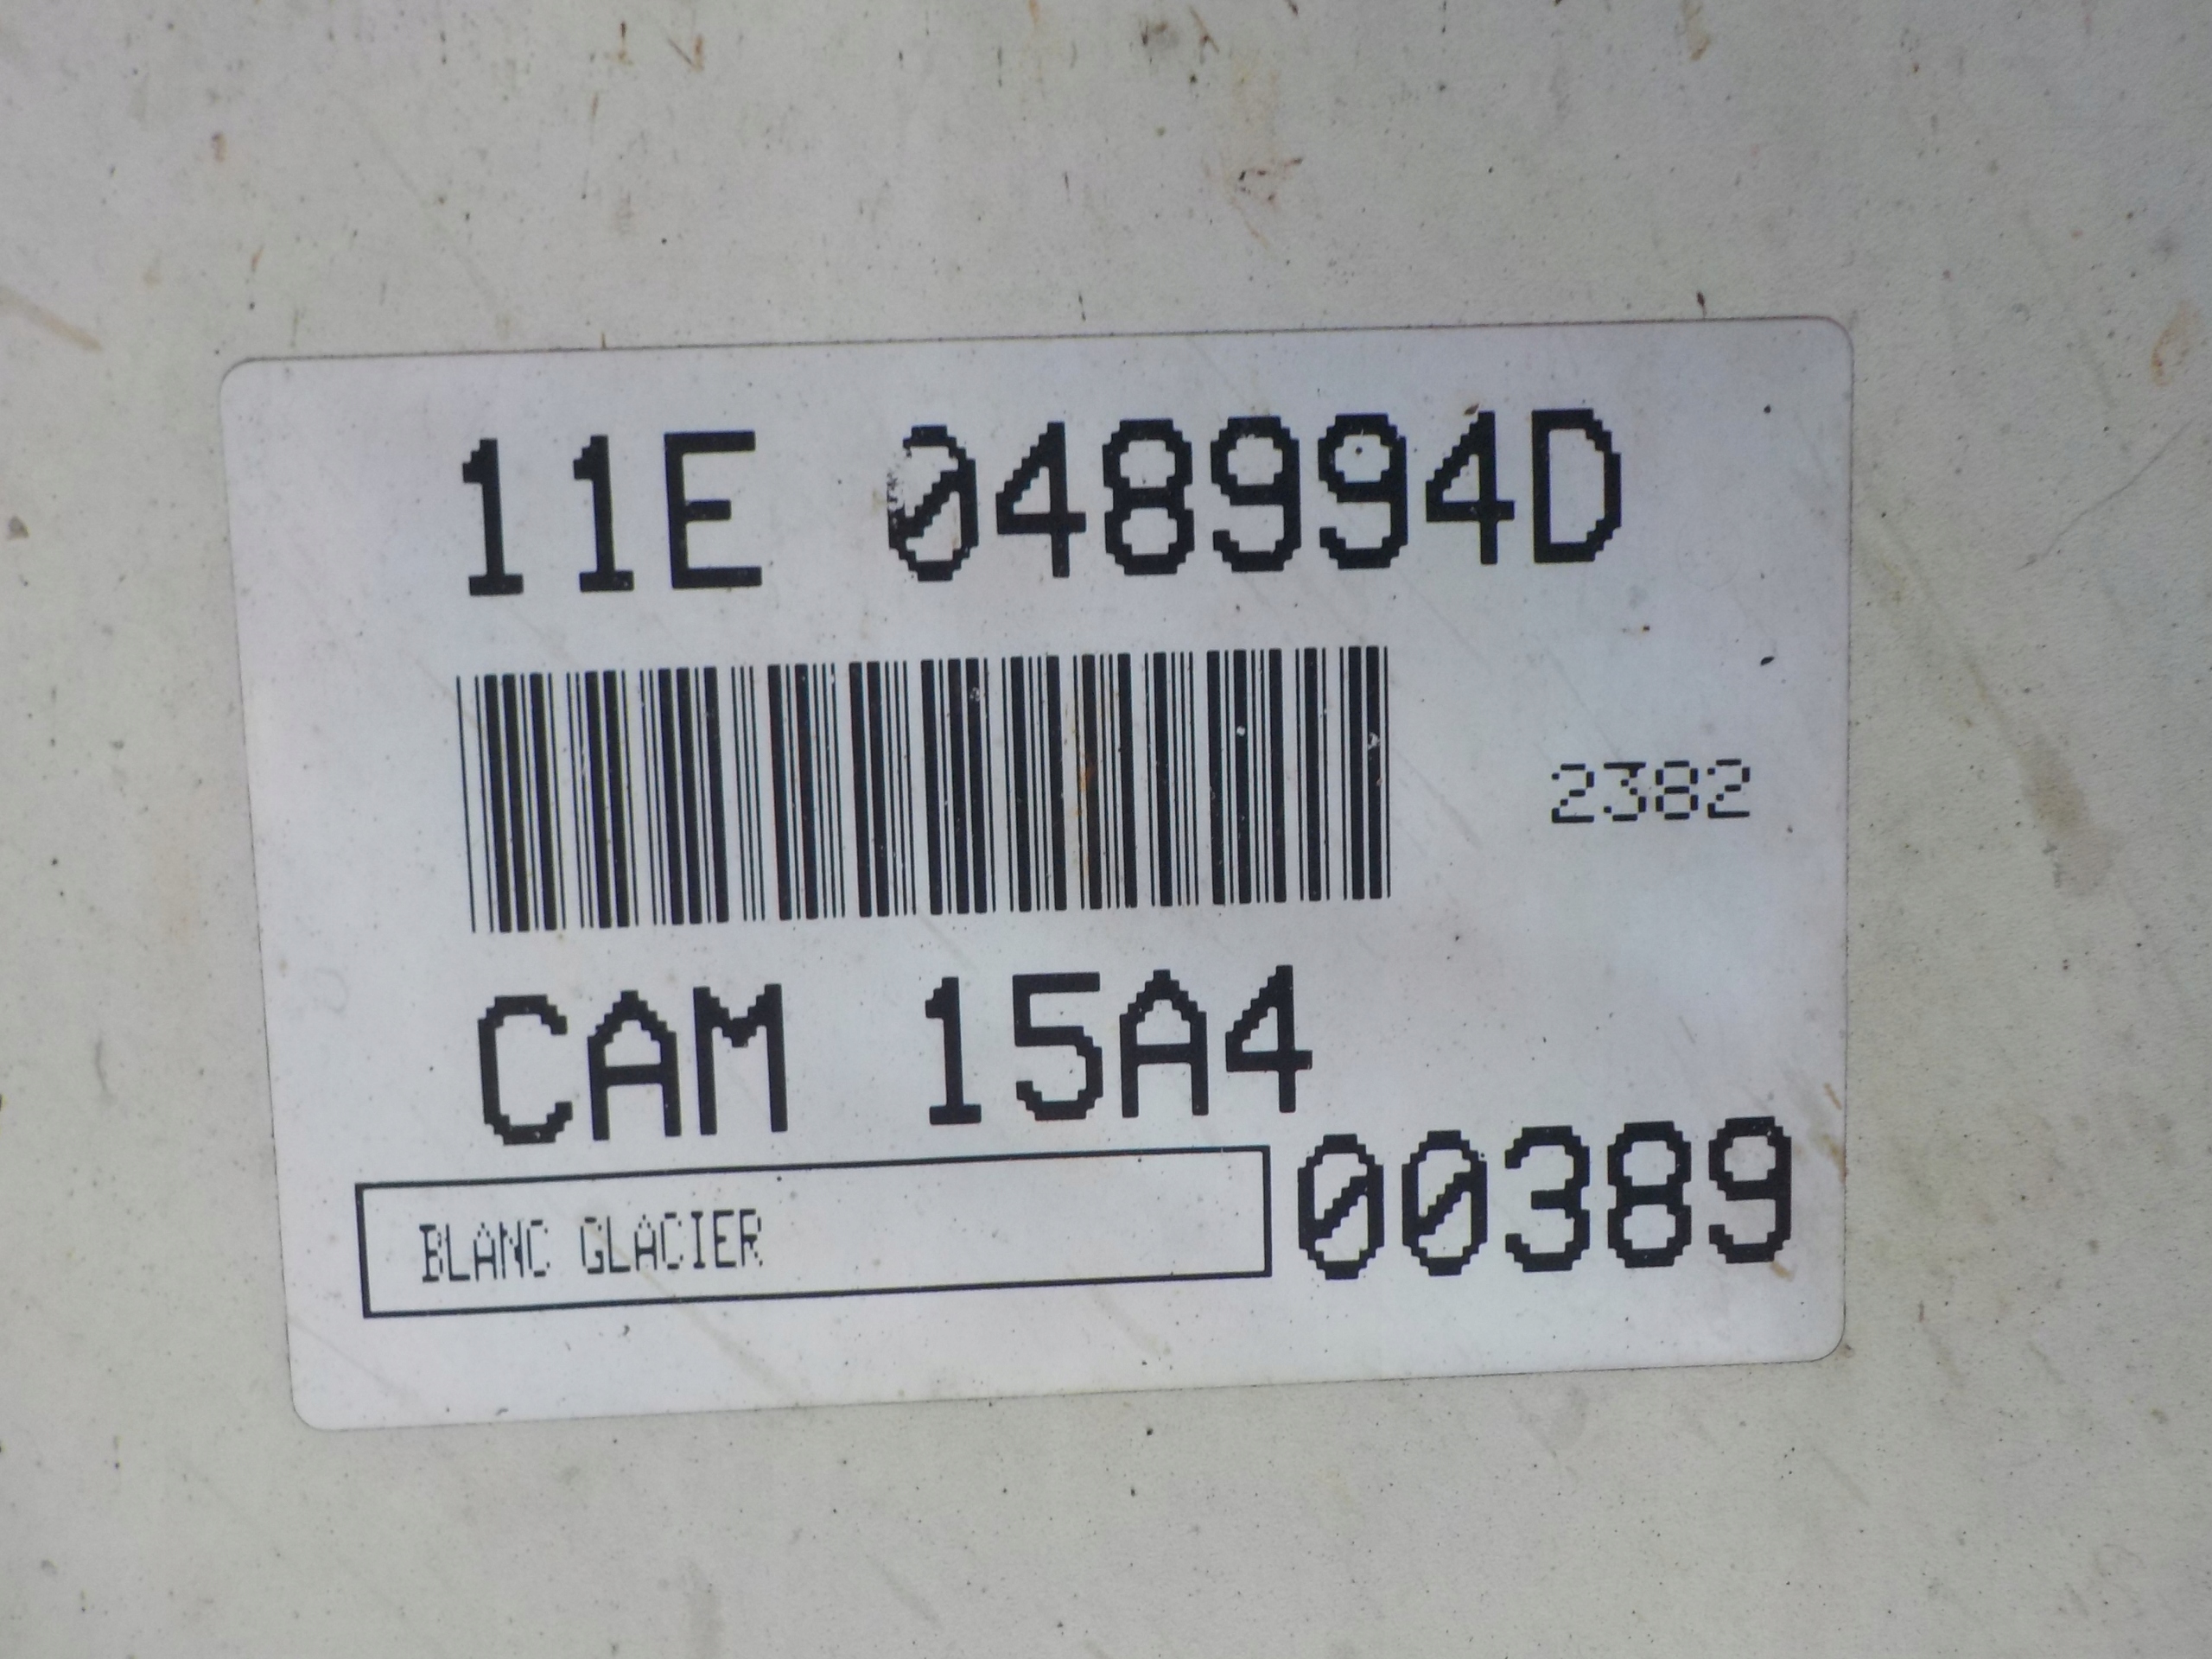 11E 048994D
2382
CAM 15A4
BLANC GLACIER 00389